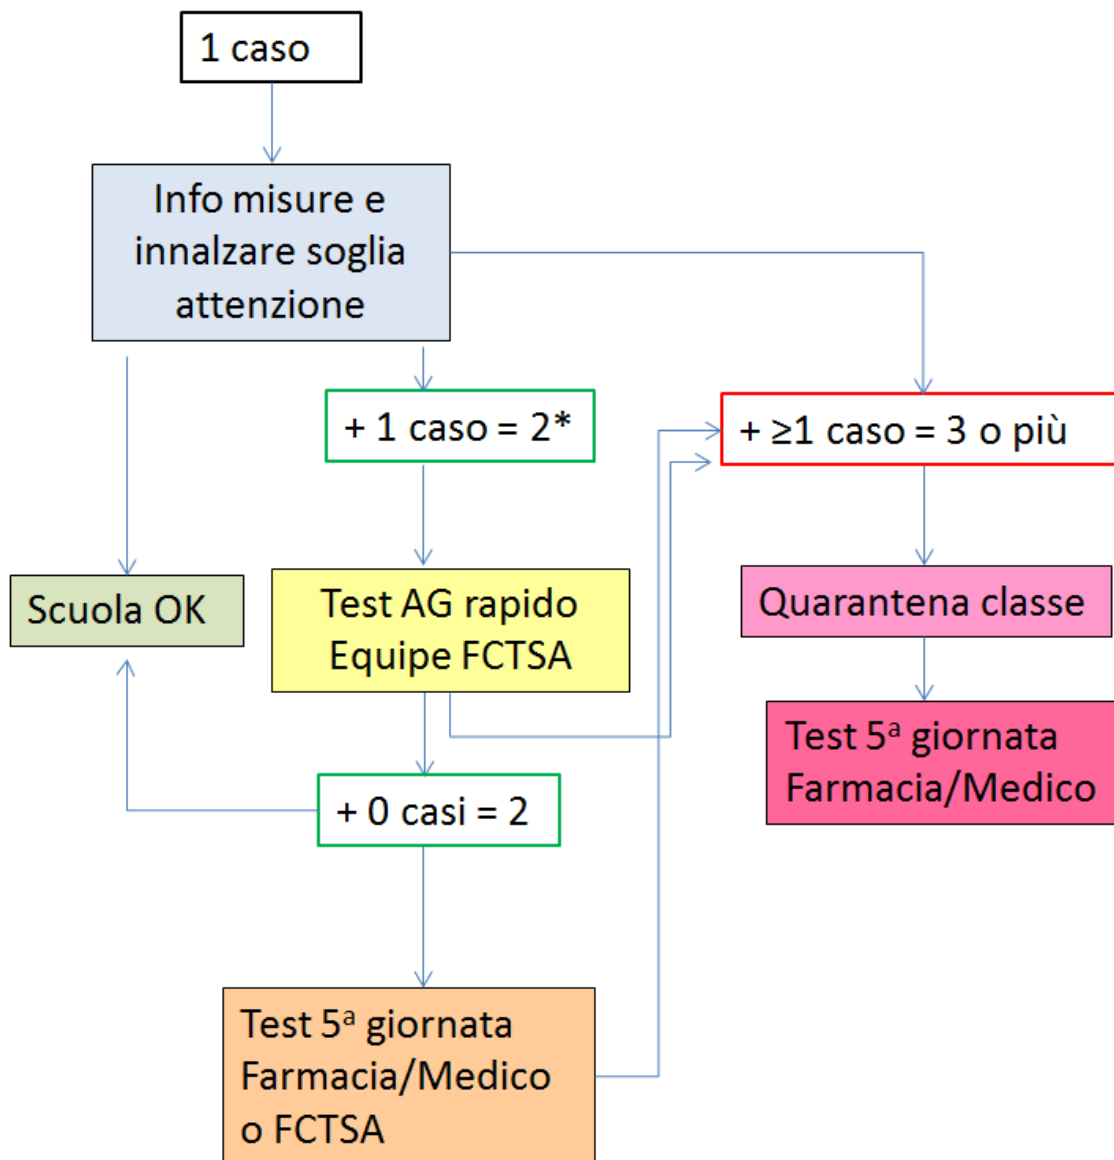 1 caso
Info misure e
innalzare soglia
attenzione
+ 1 caso = 2*
+ ≥1 caso = 3 o più
Scuola OK
Test AG rapido
Equipe FCTSA
Quarantena classe
Test 5ª giornata
Farmacia/Medico
+ 0 casi = 2
Test 5ª giornata
Farmacia/Medico
o FCTSA